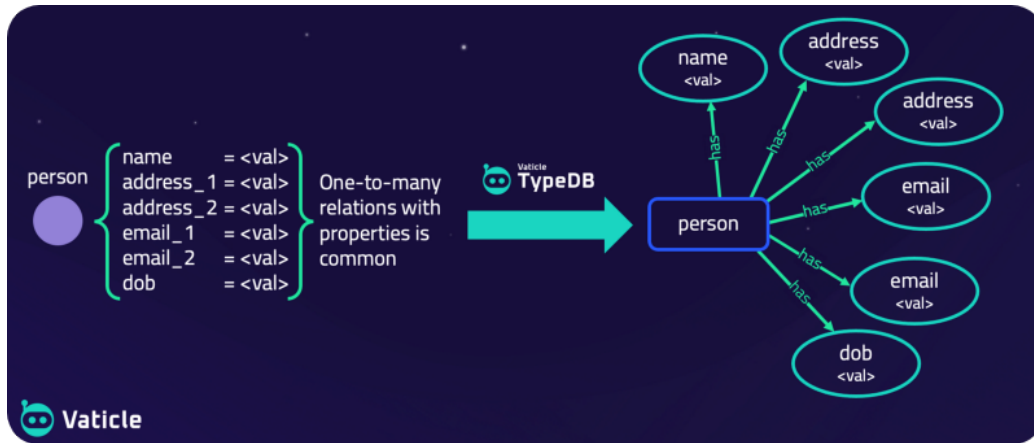 person
name = <val>
address_1 = <val>
address_2 = <val>
email_1 = <val>
email_2 = <val>
dob = <val>
One-to-many
relations with
properties is
common
Vaticle
TypeDB
person
has
name
<val>
has
address
<val>
has
address
<val>
has
email
<val>
has
email
<val>
has
dob
<val>
Vaticle